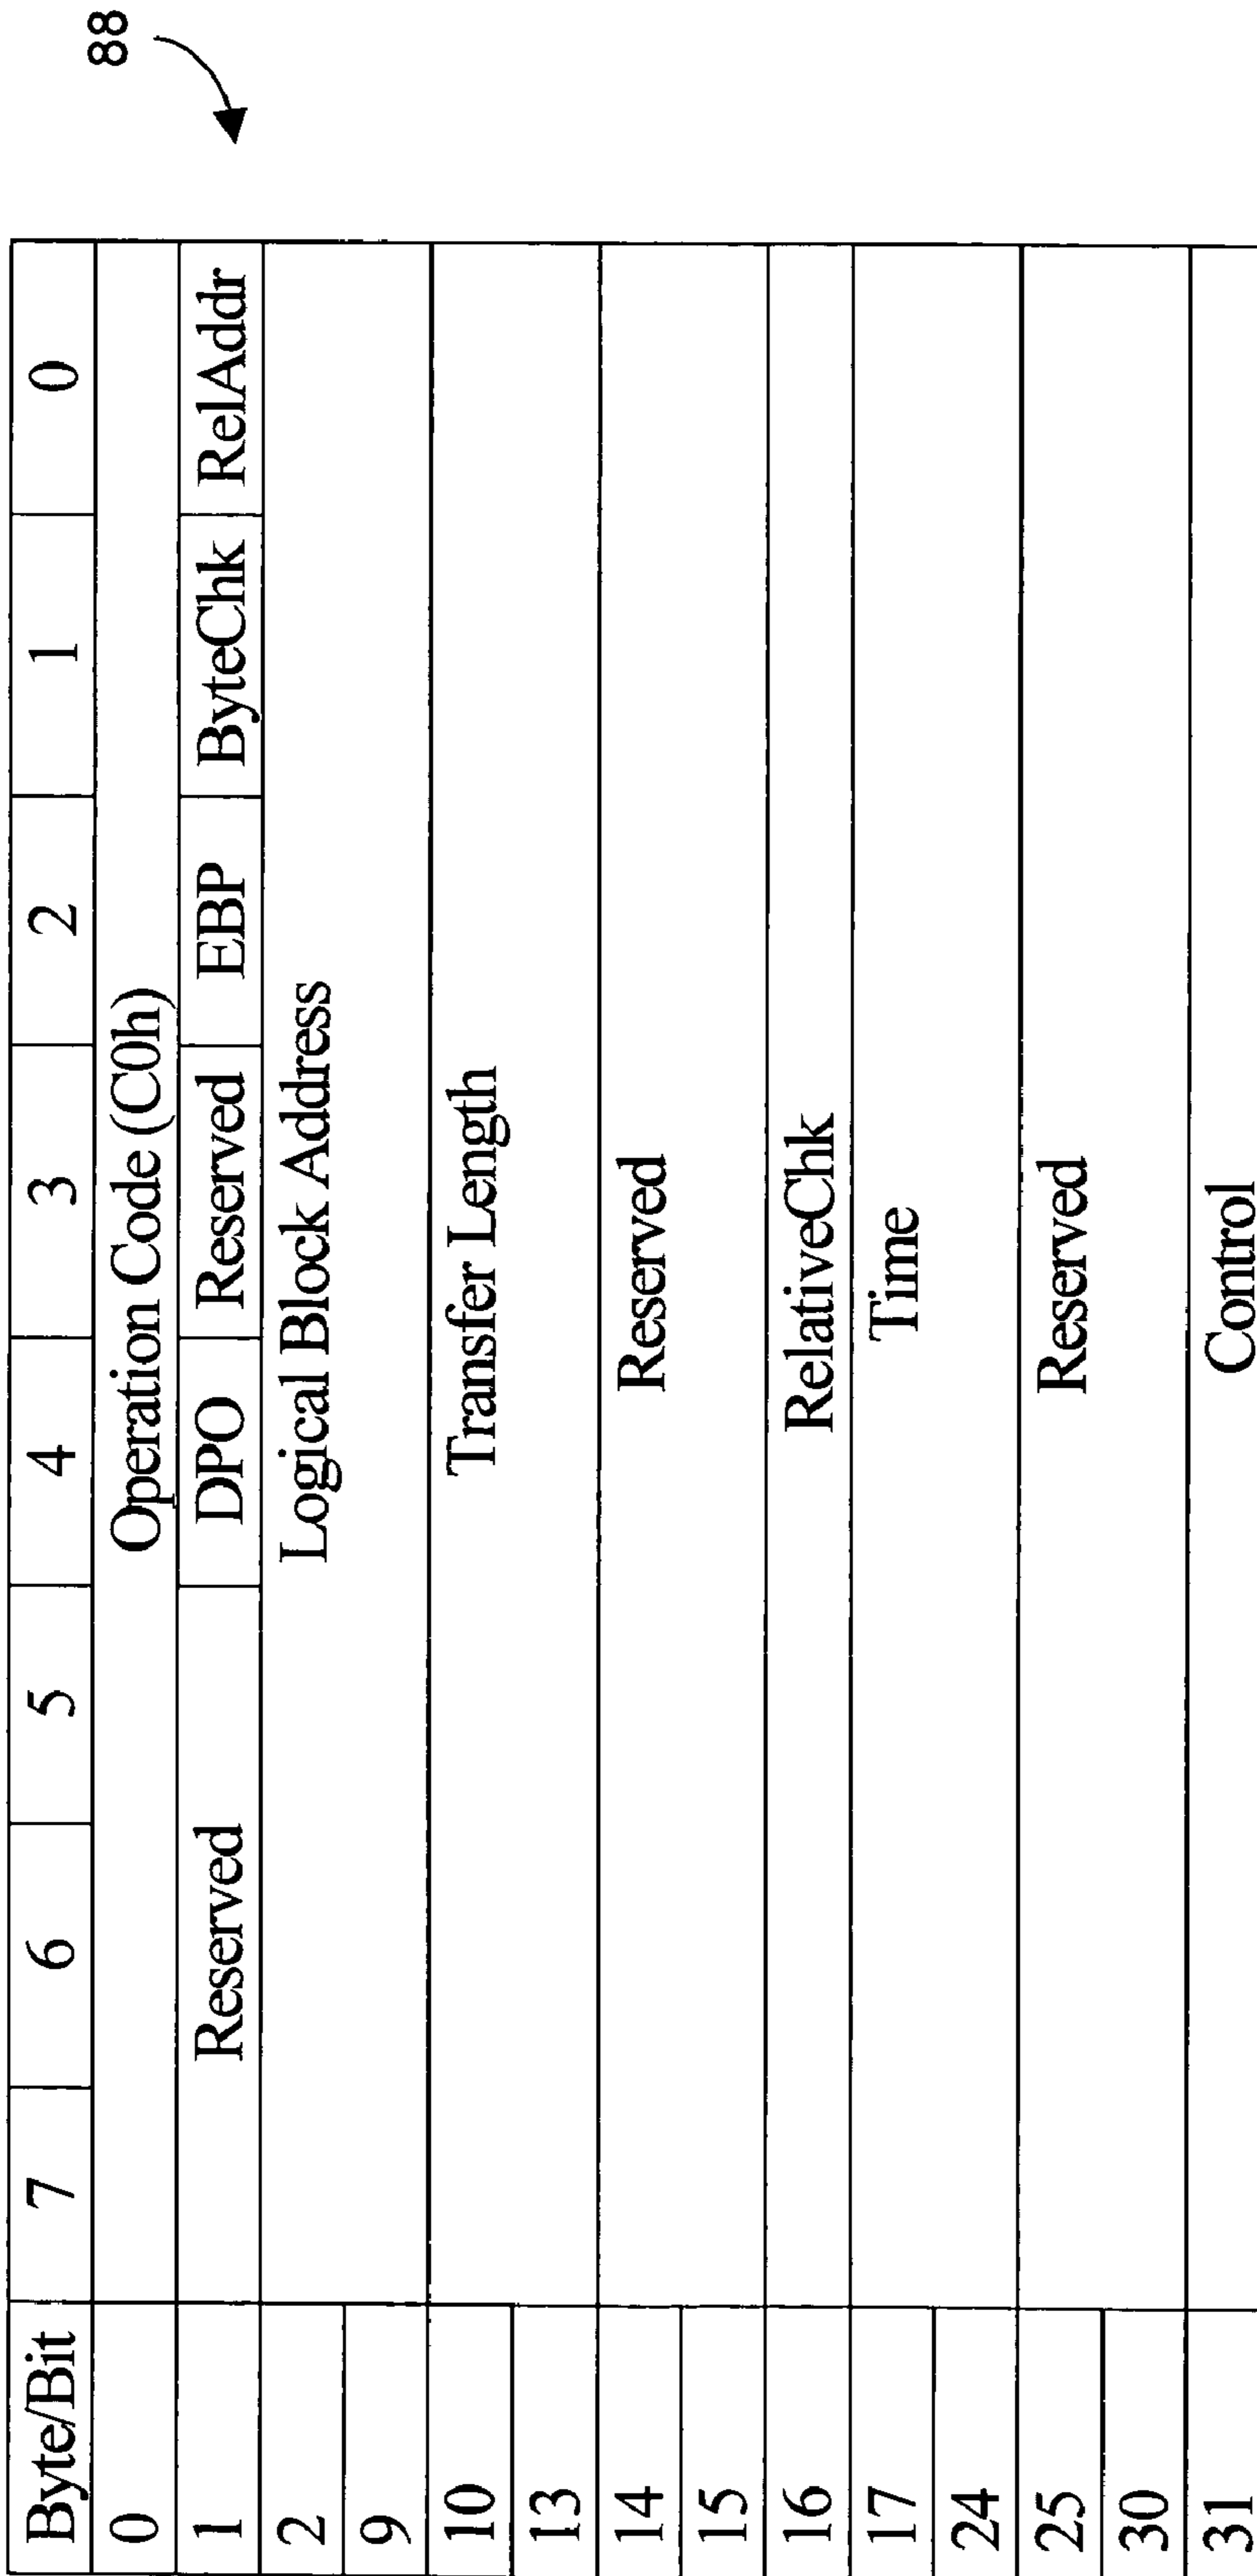 88
Byte/Bit 7 6 5 4 3 2 1 0
0 Operation Code (C0h)
1 Reserved DPO Reserved EBP ByteChk RelAddr
2 Logical Block Address
9
10 Transfer Length
13
14 Reserved
15
16 RelativeChk
17 Time
24
25 Reserved
30
31 Control